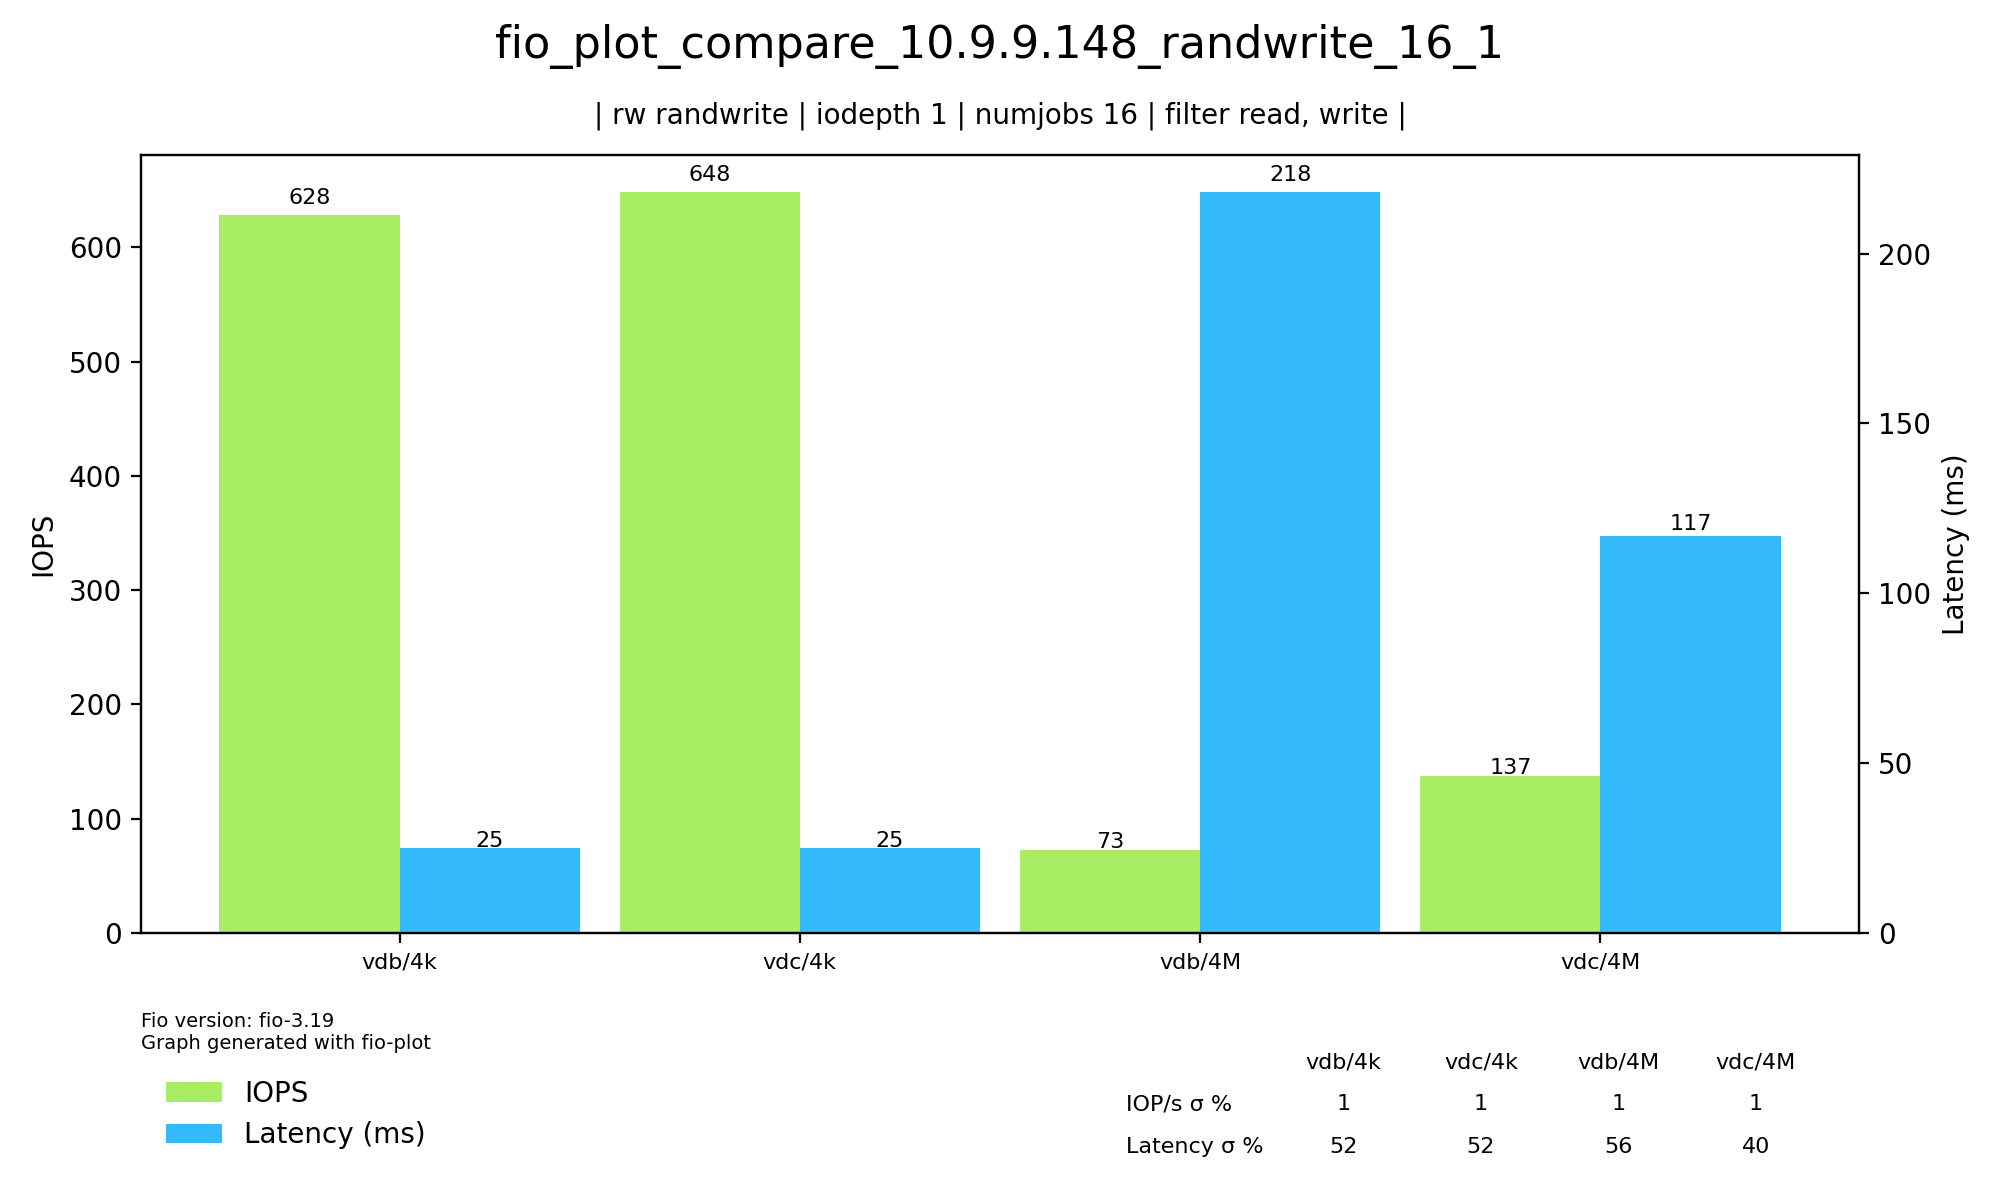 fio_plot_compare_10.9.9.148_randwrite_16_1
| rw randwrite | iodepth 1 | numjobs 16 | filter read, write |
628
648
218
600
200
500
150
400
117
IOPS
Latency (ms)
300
100
200
137
50
100
25
25
73
0
0
vdb/4k
vdc/4k
vdb/4M
vdc/4M
Fio version: fio-3.19
Graph generated with fio-plot
IOPS
Latency (ms)
vdb/4k vdc/4k vdb/4M vdc/4M
IOP/s σ % 1 1 1 1
Latency σ % 52 52 56 40